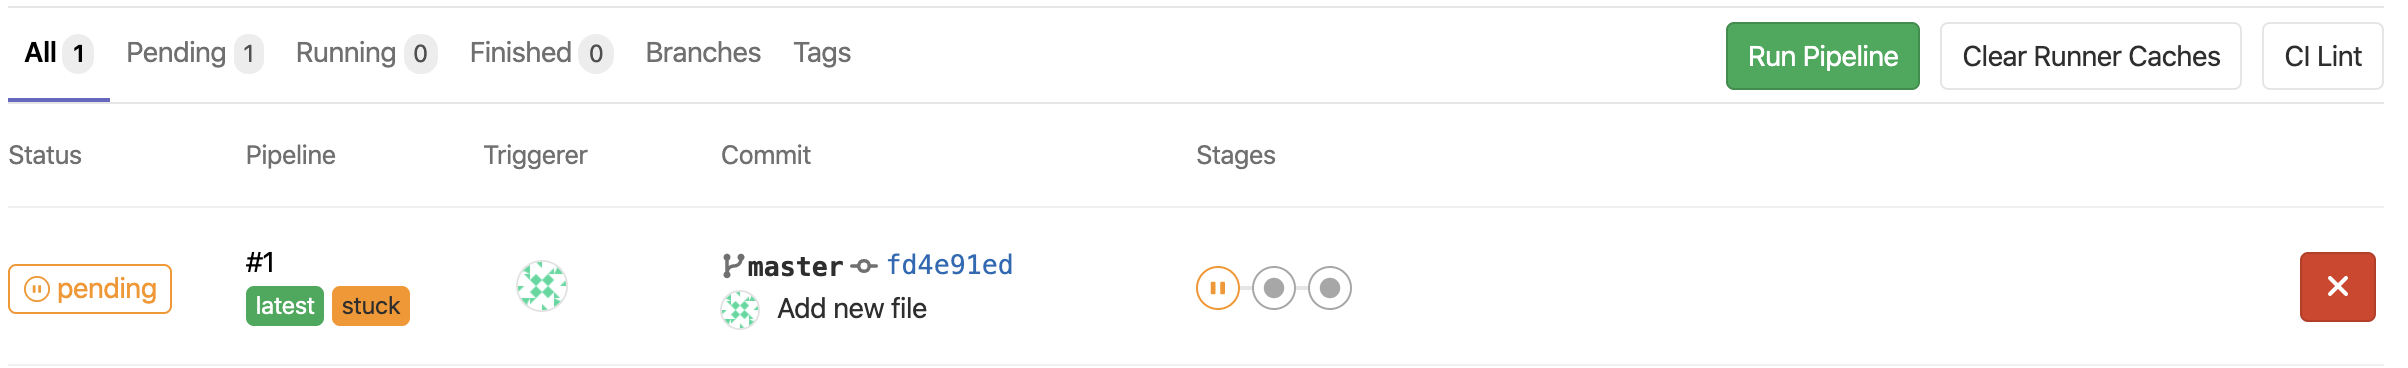 All 1 Pending 1 Running 0 Finished 0 Branches Tags Run Pipeline Clear Runner Caches CI Lint
Status Pipeline Triggerer Commit Stages
pending #1 master fd4e91ed
latest stuck Add new file